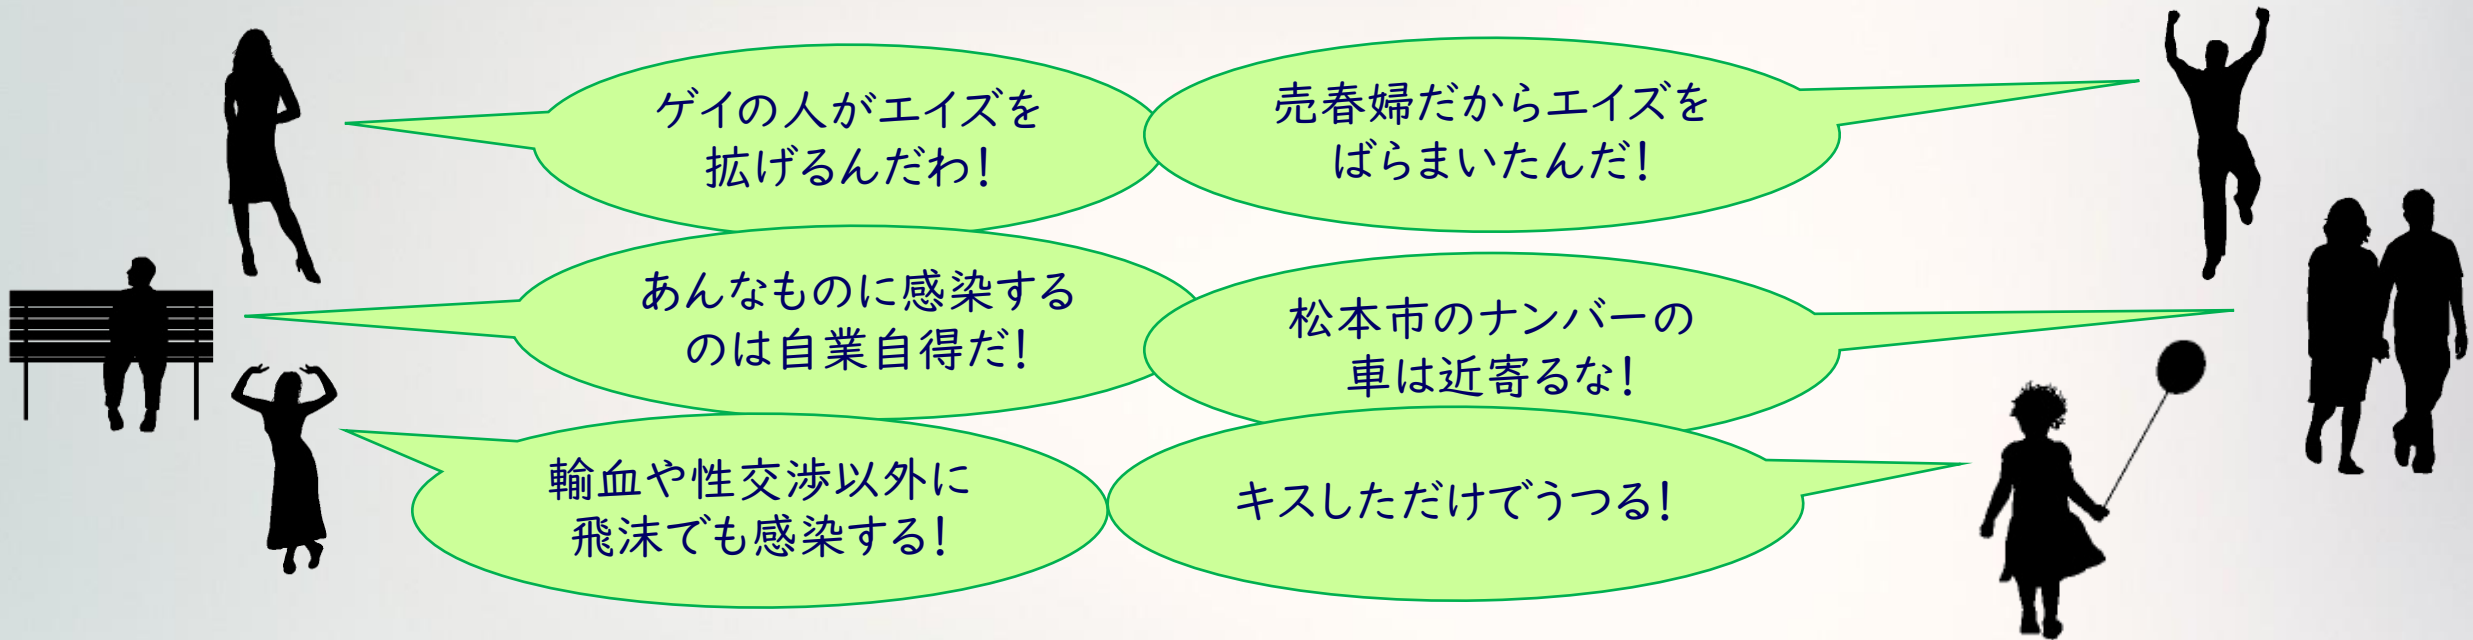 ゲイの人がエイズを
拡げるんだわ！
売春婦だからエイズを
ばらまいたんだ！
あんなものに感染する
のは自業自得だ！
松本市のナンバーの
車は近寄るな！
輸血や性交渉以外に
飛沫でも感染する！
キスしただけでうつる！